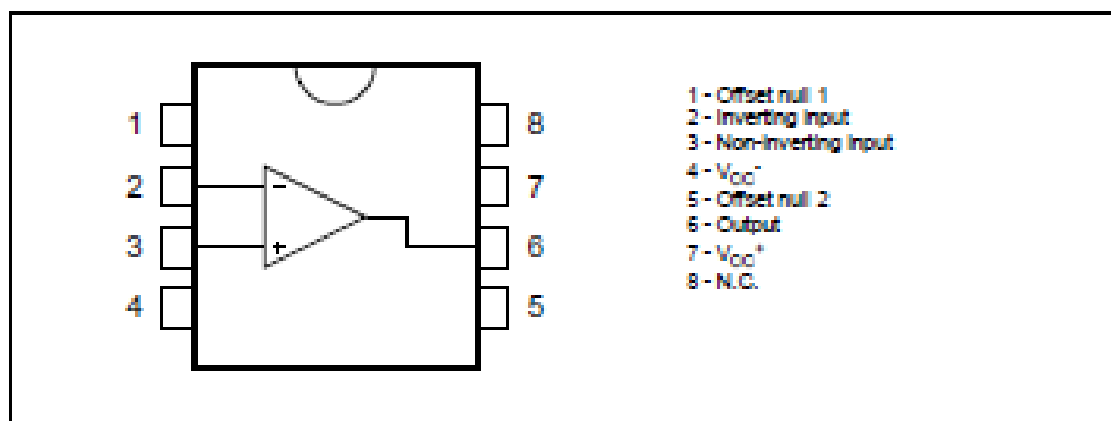 1
2
3
4
-
+
8
7
6
5
1 - Offset null 1
2 - Inverting input
3 - Non-inverting input
4 - VCC-
5 - Offset null 2
6 - Output
7 - VCC+
8 - N.C.